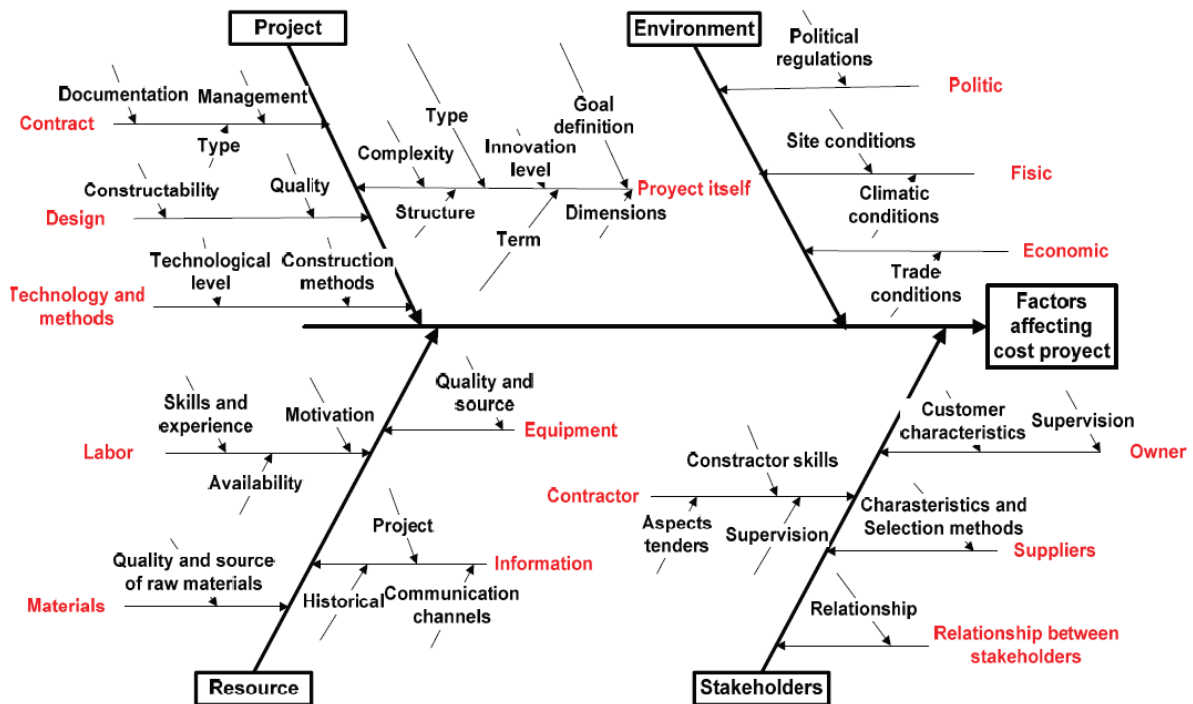 Project
Environment
Political
regulations
Politic
Documentation
Management
Contract
Type
Type
Goal
definition
Innovation
level
Complexity
Site conditions
Proyect itself
Fisic
Structure
Dimensions
Term
Climatic
conditions
Constructability
Quality
Design
Technological
level
Construction
methods
Technology and
methods
Economic
Trade
conditions
Factors
affecting
cost proyect
Skills and
experience
Motivation
Quality and
source
Labor
Availability
Equipment
Customer
characteristics
Supervision
Owner
Constractor skills
Contractor
Aspects
tenders
Supervision
Charasteristics and
Selection methods
Suppliers
Project
Quality and source
of raw materials
Information
Materials
Historical
Communication
channels
Relationship
Relationship between
stakeholders
Resource
Stakeholders